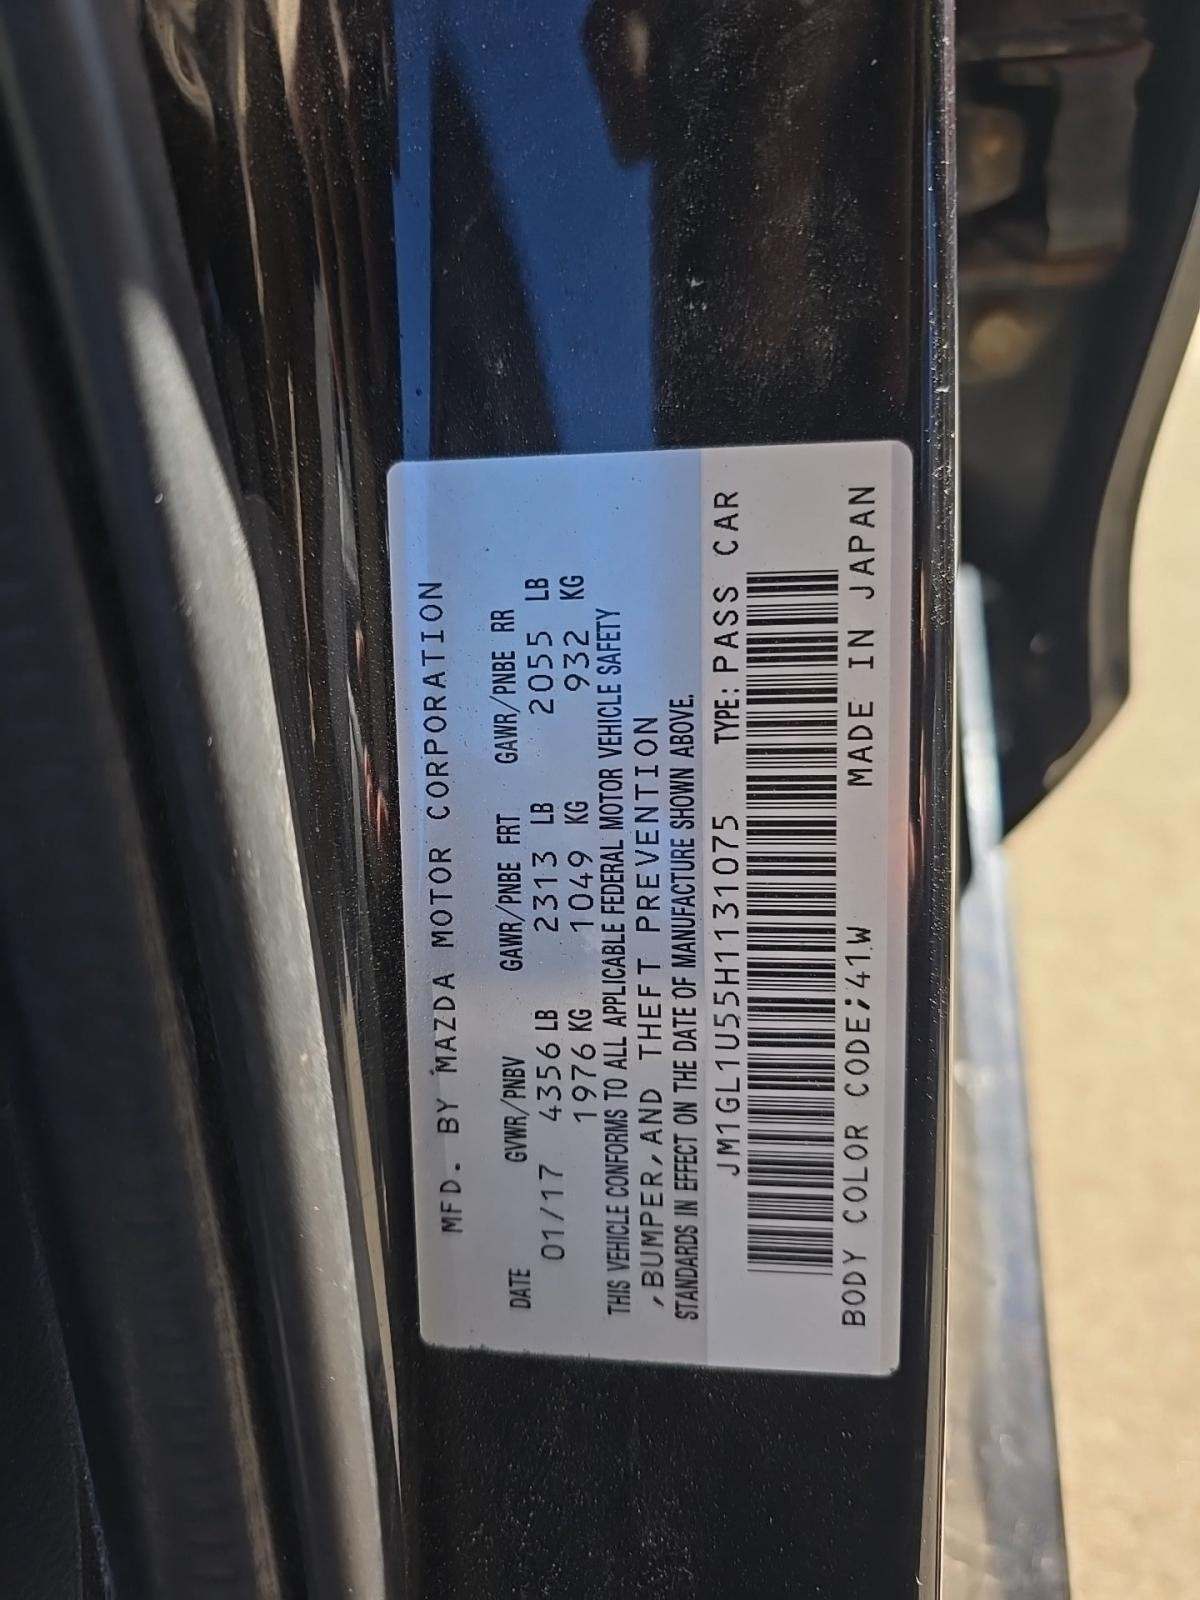 MFD. BY MAZDA MOTOR CORPORATION
DATE GVWR/PNBV GAWR/PNBE FRT GAWR/PNBE RR
01/17 4356 LB 2313 LB 2055 LB
1976 KG 1049 KG 932 KG
THIS VEHICLE CONFORMS TO ALL APPLICABLE FEDERAL MOTOR VEHICLE SAFETY
,BUMPER,AND THEFT PREVENTION
STANDARDS IN EFFECT ON THE DATE OF MANUFACTURE SHOWN ABOVE.
JM1GL1U55H1131075 TYPE: PASS CAR
BODY COLOR CODE;41W MADE IN JAPAN